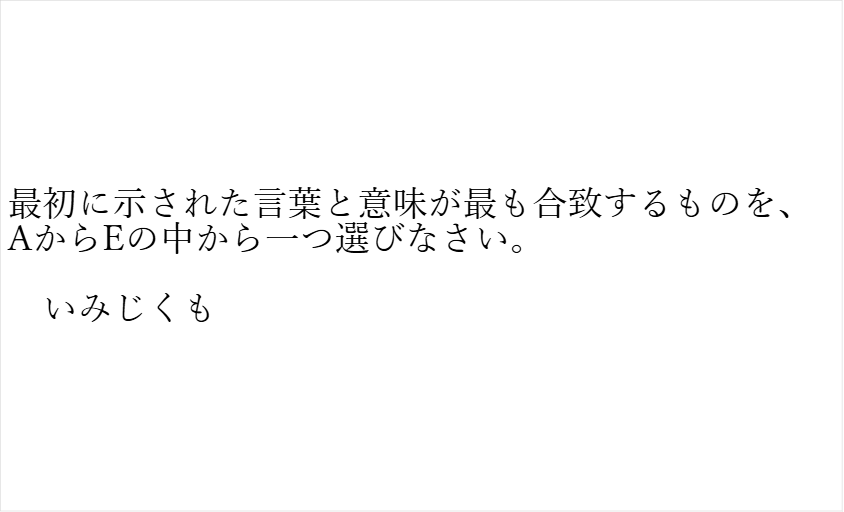 最初に示された言葉と意味が最も合致するものを、
AからEの中から一つ選びなさい。
いみじくも